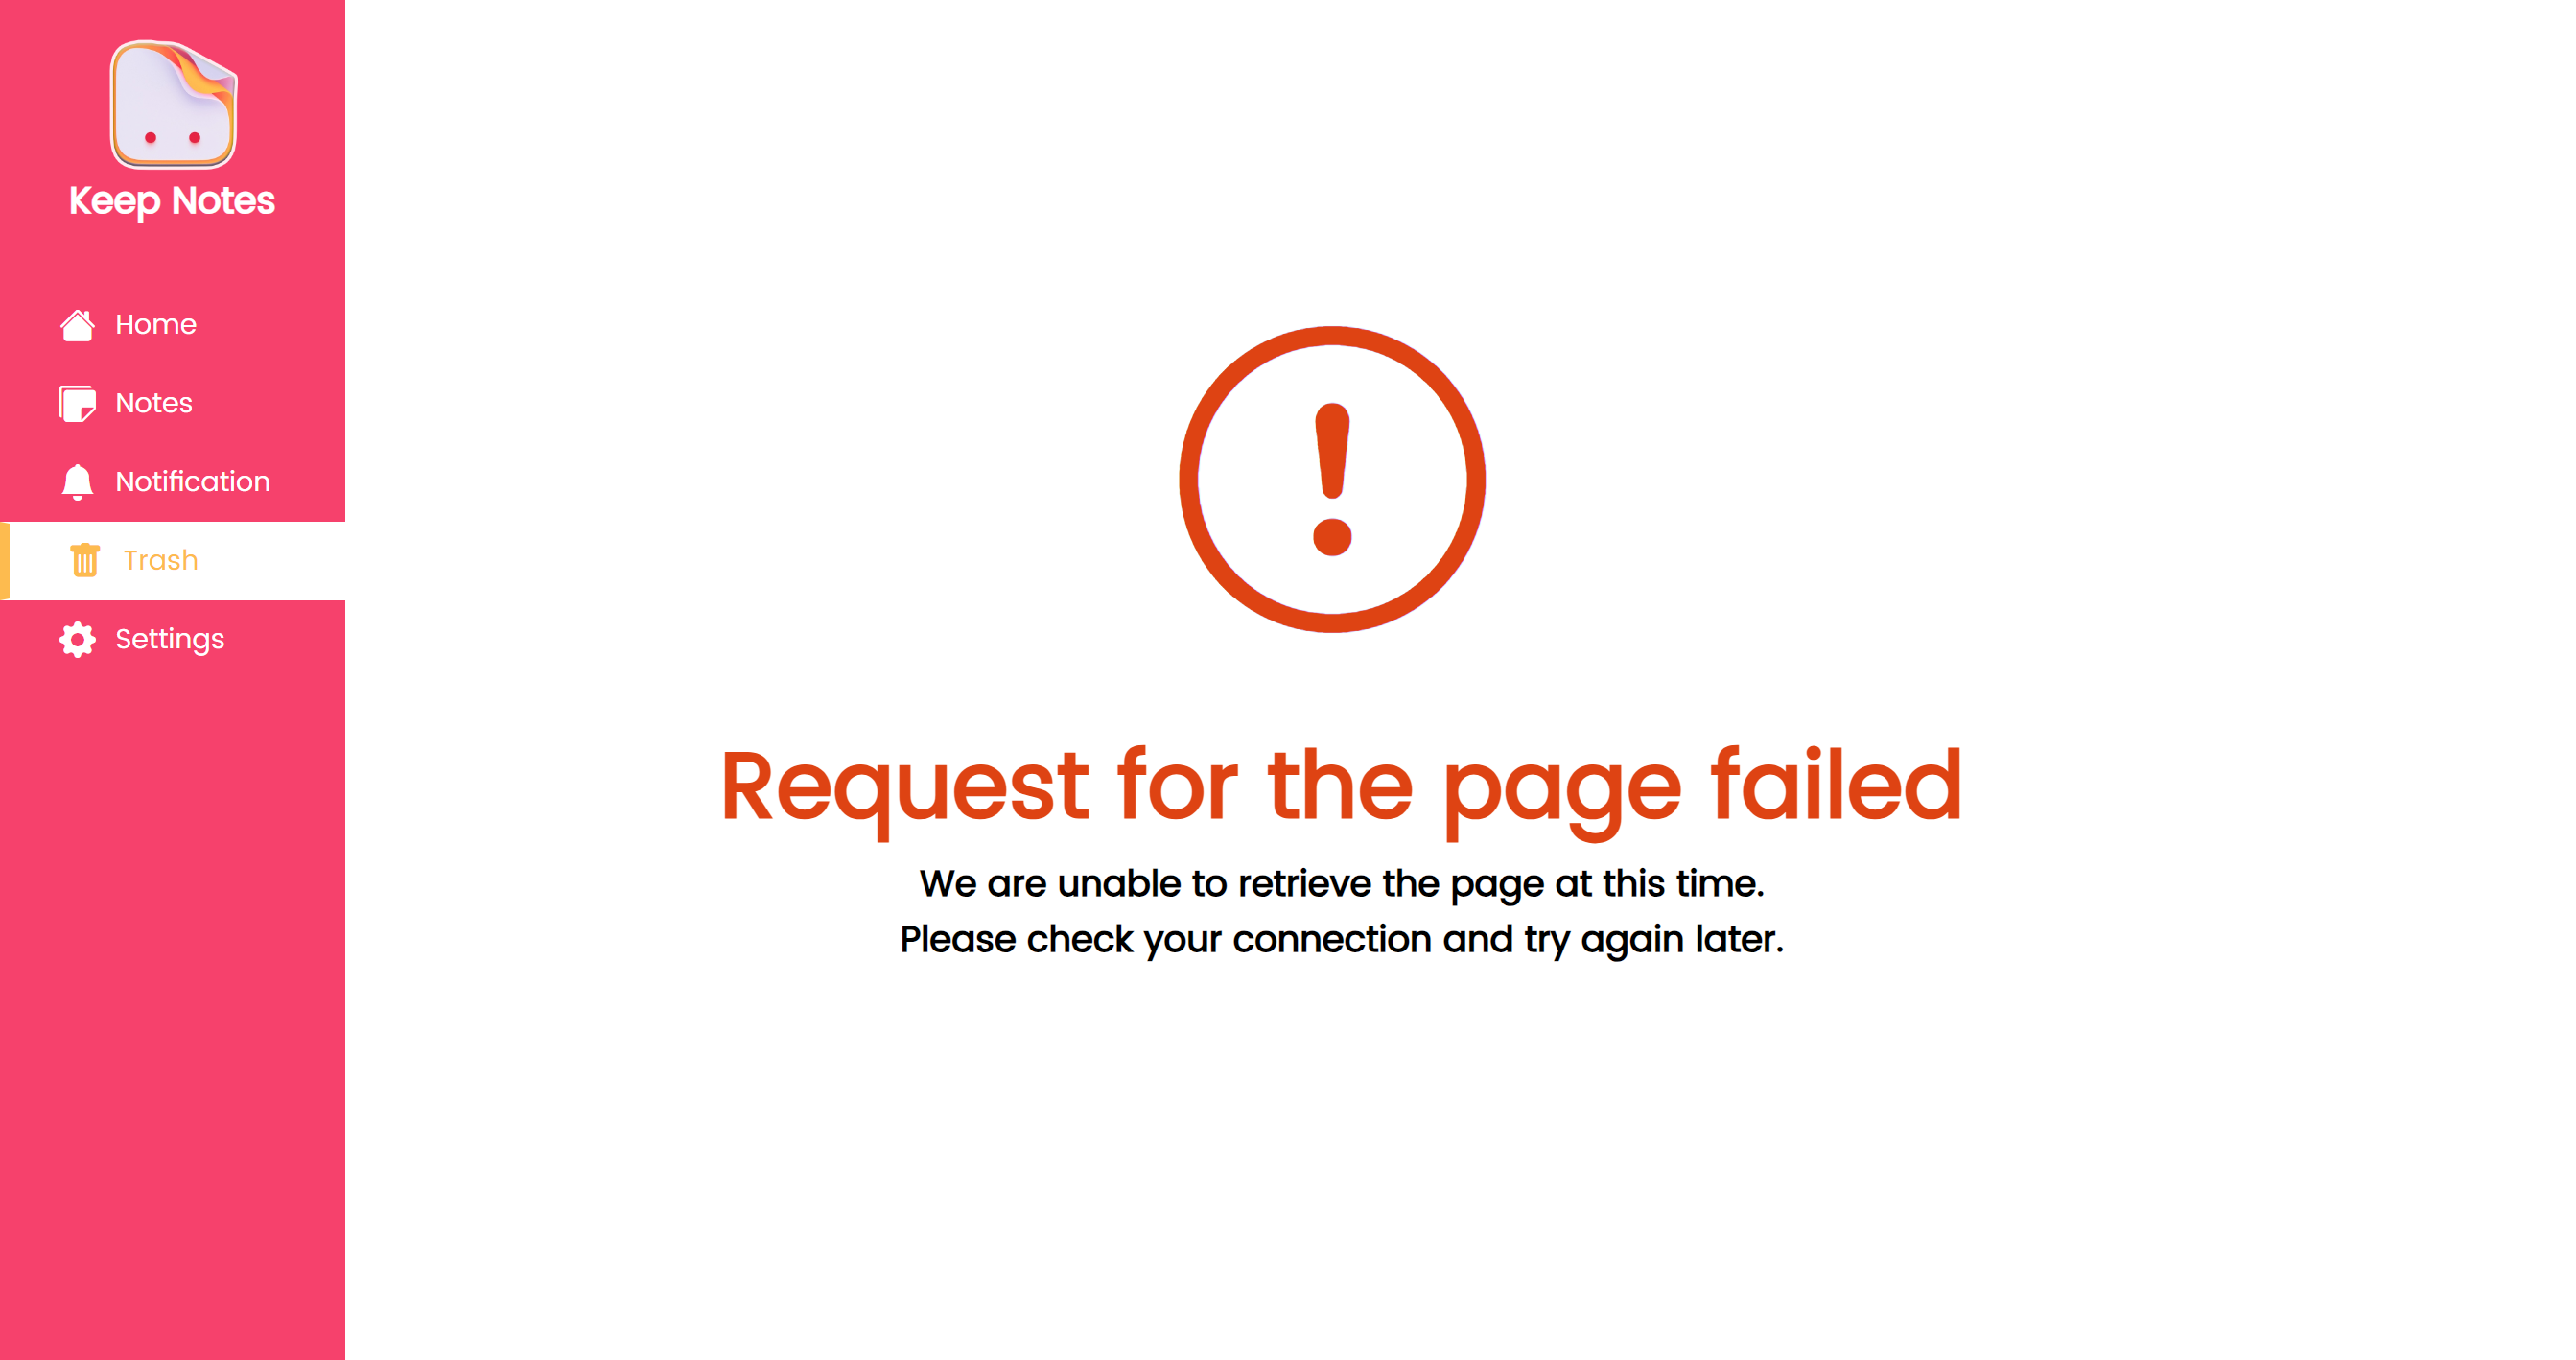 Keep Notes
Home
Notes
Notification
Trash
Settings
Request for the page failed
We are unable to retrieve the page at this time.
Please check your connection and try again later.